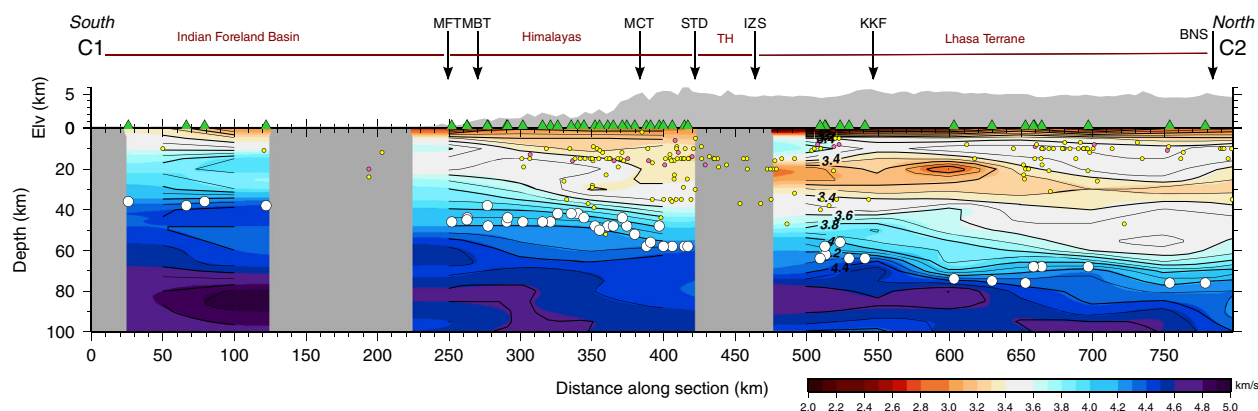 South
North
C1
Indian Foreland Basin
MFT
MBT
Himalayas
MCT
STD
TH
IZS
KKF
Lhasa Terrane
BNS
C2
Elv (km)
5
0
Depth (km)
0
20
40
60
80
100
3.4
3.4
3.4
3.6
3.8
4
4.4
0 50 100 150 200 250 300 350 400 450 500 550 600 650 700 750
Distance along section (km)
km/s
2.0 2.2 2.4 2.6 2.8 3.0 3.2 3.4 3.6 3.8 4.0 4.2 4.4 4.6 4.8 5.0